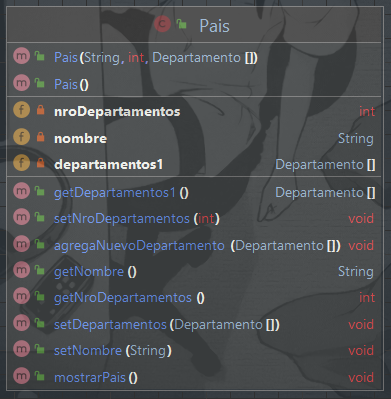 Pais
Pais(String, int, Departamento [])
Pais()
nroDepartamentos int
nombre String
departamentos1 Departamento []
getDepartamentos1 () Departamento []
setNroDepartamentos (int) void
agregaNuevoDepartamento (Departamento []) void
getNombre () String
getNroDepartamentos () int
setDepartamentos(Departamento []) void
setNombre (String) void
mostrarPais () void